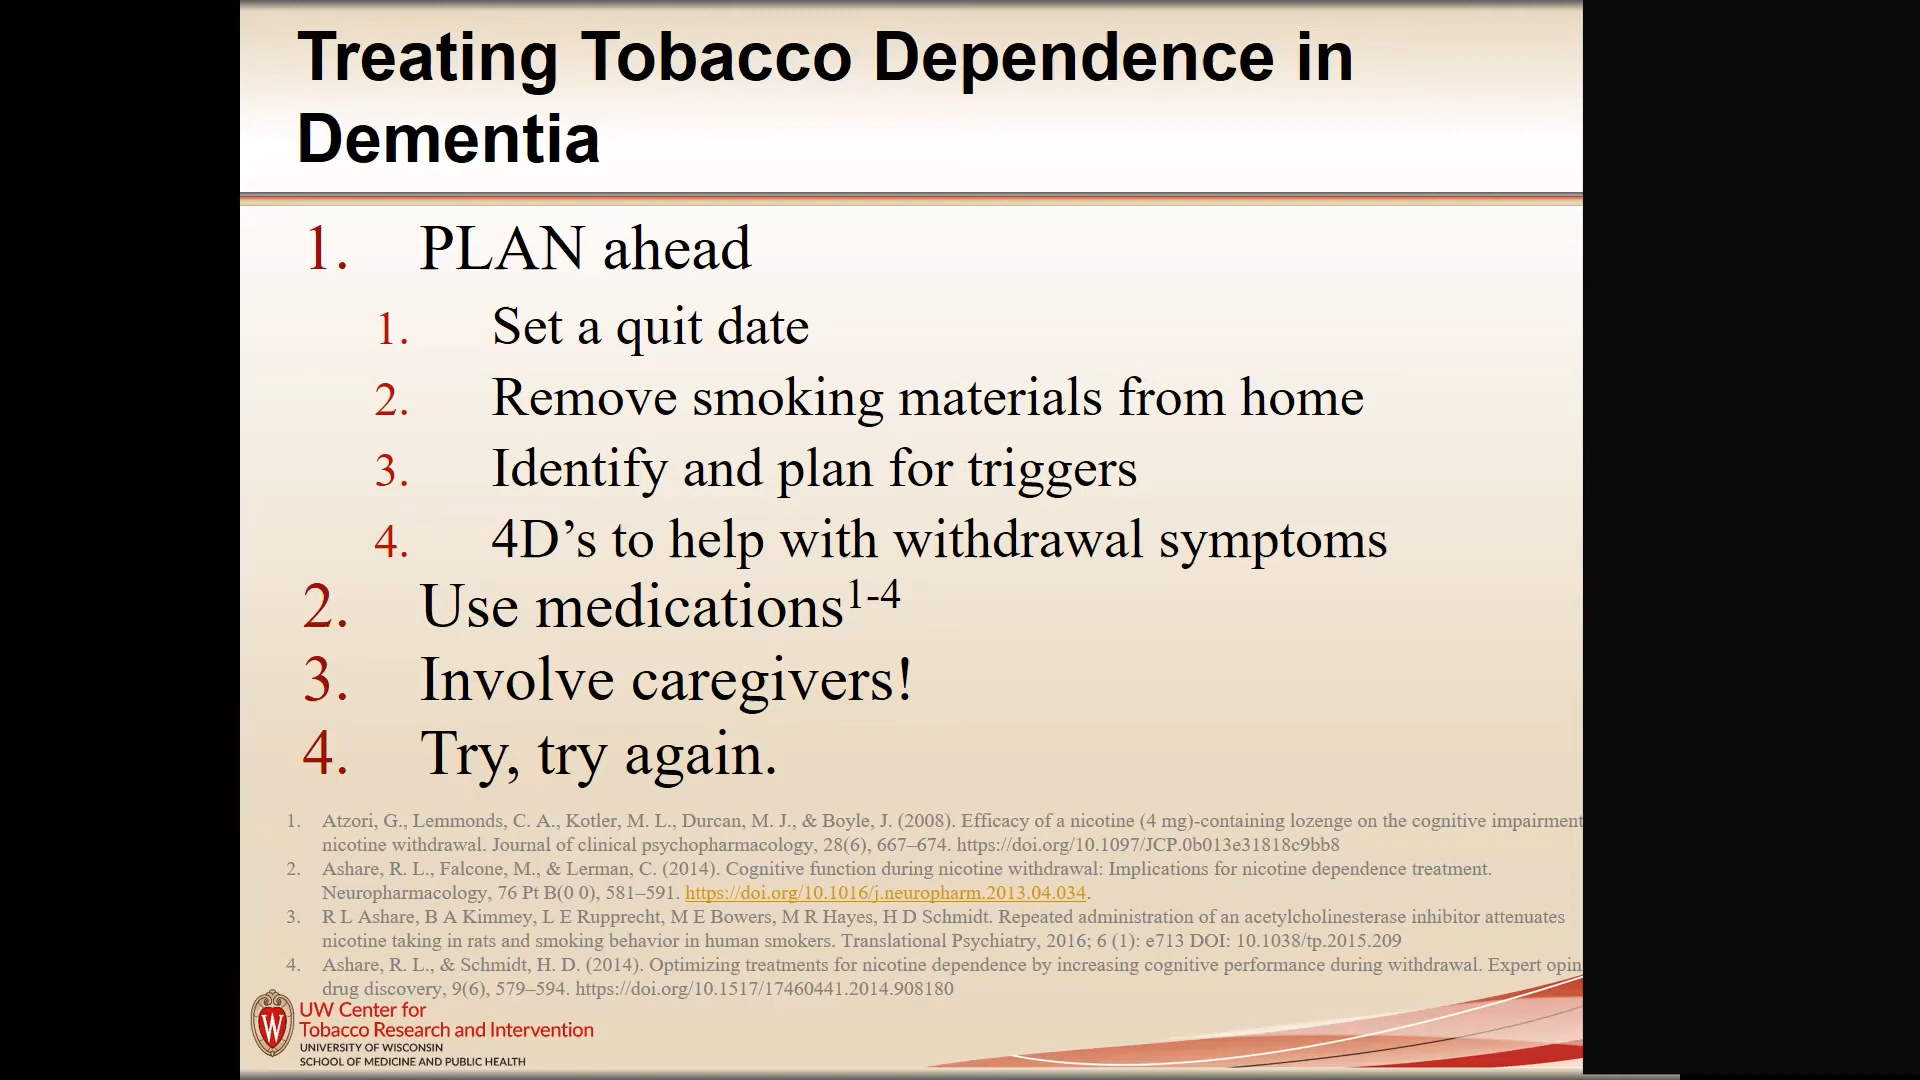 Treating Tobacco Dependence in
Dementia
1. PLAN ahead
1. Set a quit date
2. Remove smoking materials from home
3. Identify and plan for triggers
4. 4D’s to help with withdrawal symptoms
2. Use medications1-4
3. Involve caregivers!
4. Try, try again.
1. Atzori, G., Lemmonds, C. A., Kotler, M. L., Durcan, M. J., & Boyle, J. (2008). Efficacy of a nicotine (4 mg)-containing lozenge on the cognitive impairment
nicotine withdrawal. Journal of clinical psychopharmacology, 28(6), 667–674. https://doi.org/10.1097/JCP.0b013e31818c9bb8
2. Ashare, R. L., Falcone, M., & Lerman, C. (2014). Cognitive function during nicotine withdrawal: Implications for nicotine dependence treatment.
Neuropharmacology, 76 Pt B(0 0), 581–591. https://doi.org/10.1016/j.neuropharm.2013.04.034.
3. R L Ashare, B A Kimmey, L E Rupprecht, M E Bowers, M R Hayes, H D Schmidt. Repeated administration of an acetylcholinesterase inhibitor attenuates
nicotine taking in rats and smoking behavior in human smokers. Translational Psychiatry, 2016; 6 (1): e713 DOI: 10.1038/tp.2015.209
4. Ashare, R. L., & Schmidt, H. D. (2014). Optimizing treatments for nicotine dependence by increasing cognitive performance during withdrawal. Expert opin
drug discovery, 9(6), 579–594. https://doi.org/10.1517/17460441.2014.908180
W
UW Center for
Tobacco Research and Intervention
UNIVERSITY OF WISCONSIN
SCHOOL OF MEDICINE AND PUBLIC HEALTH